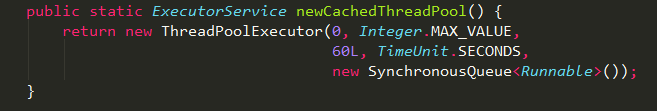 public static ExecutorService newCachedThreadPool() {
return new ThreadPoolExecutor(0, Integer.MAX_VALUE,
60L, TimeUnit.SECONDS,
new SynchronousQueue<Runnable>());
}